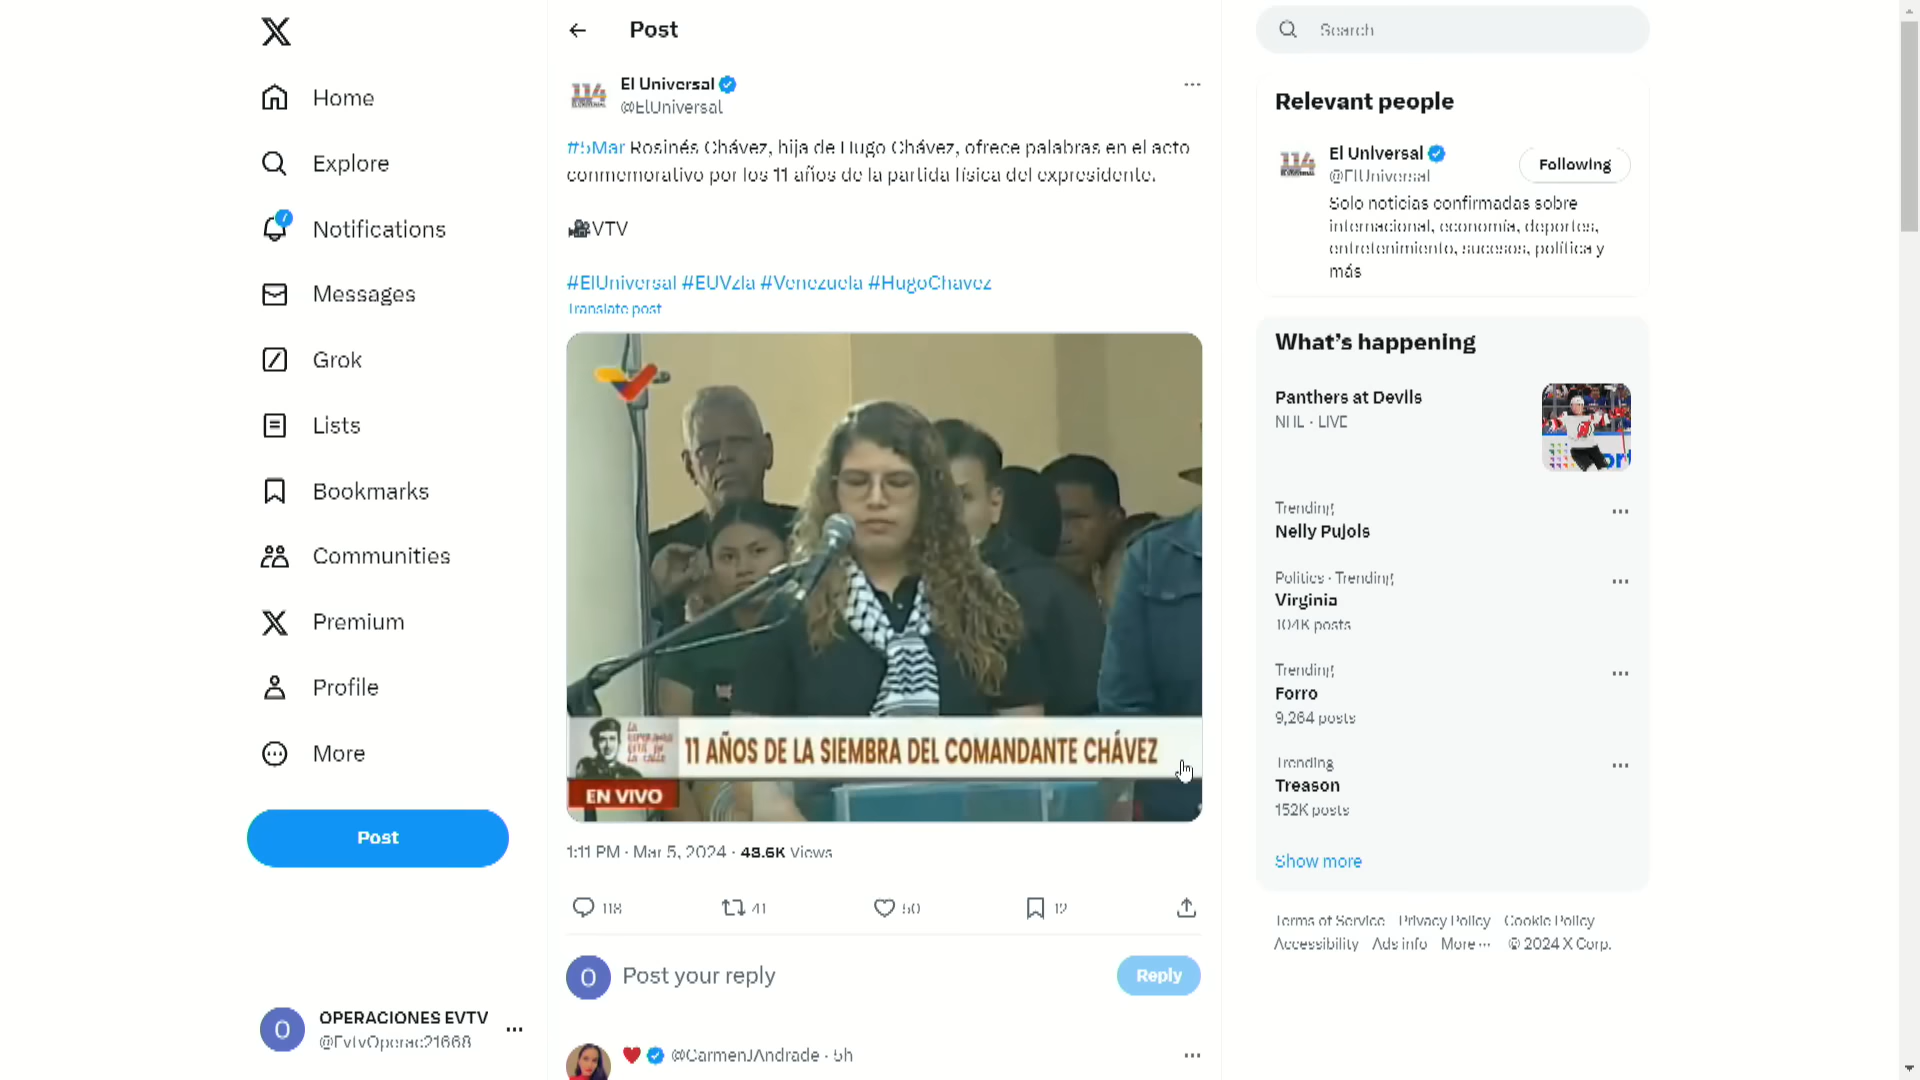 Post
Search
Home
Explore
Notifications
Messages
Grok
Lists
Bookmarks
Communities
Premium
Profile
More
Post
OPERACIONES EVTV
@EvtvOperac21668
El Universal
@ElUniversal
#5Mar Rosinés Chávez, hija de Hugo Chávez, ofrece palabras en el acto
conmemorativo por los 11 años de la partida física del expresidente.
VTV
#ElUniversal #EUVzla #Venezuela #HugoChavez
Translate post
11 AÑOS DE LA SIEMBRA DEL COMANDANTE CHÁVEZ
EN VIVO
1:11 PM · Mar 5, 2024 · 43.6K Views
118 41 50 12
O Post your reply Reply
@CarmenJAndrade · 5h
Relevant people
El Universal
@ElUniversal
Following
Solo noticias confirmadas sobre
internacional, economía, deportes,
entretenimiento, sucesos, política y
más
What's happening
Panthers at Devils
NHL · LIVE
Trending
Nelly Pujols
Politics · Trending
Virginia
104K posts
Trending
Forro
9,264 posts
Trending
Treason
152K posts
Show more
Terms of Service Privacy Policy Cookie Policy
Accessibility Ads info More ··· © 2024 X Corp.